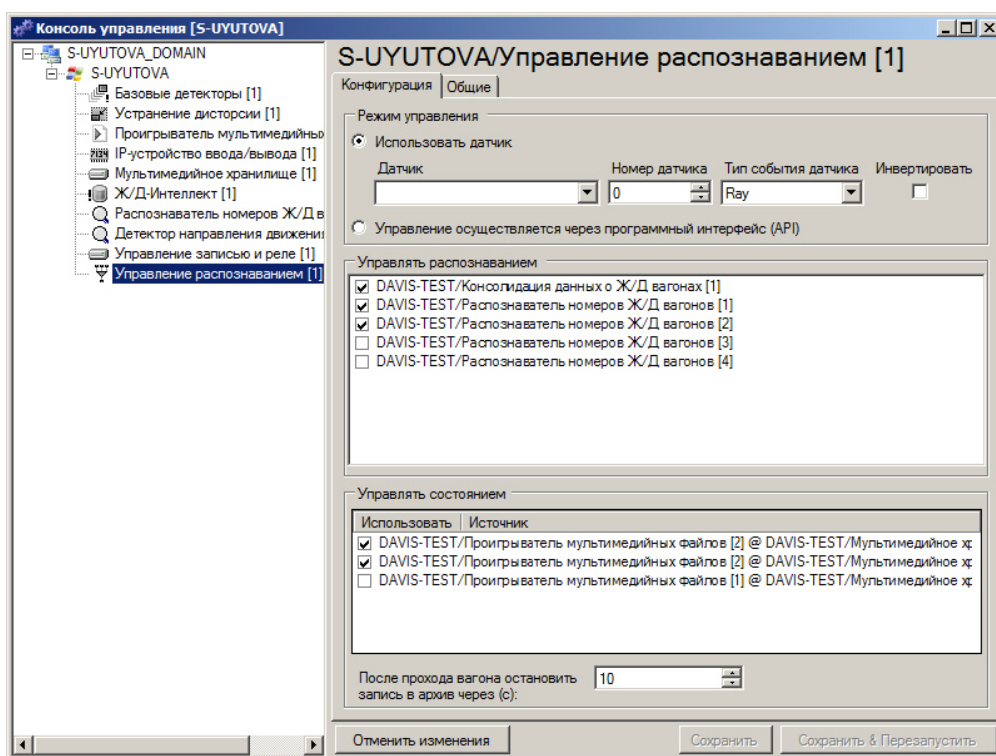 Консоль управления [S-UYUTOVA]
S-UYUTOVA_DOMAIN
S-UYUTOVA
Базовые детекторы [1]
Устранение дисторсии [1]
Проигрыватель мультимедийных
IP-устройство ввода/вывода [1]
Мультимедийное хранилище [1]
Ж/Д-Интеллект [1]
Распознаватель номеров Ж/Д в
Детектор направления движения
Управление записью и реле [1]
Управление распознаванием [1]
S-UYUTOVA/Управление распознаванием [1]
Конфигурация Общие
Режим управления
Использовать датчик
Датчик Номер датчика Тип события датчика Инвертировать
0 Ray
Управление осуществляется через программный интерфейс (API)
Управлять распознаванием
DAVIS-TEST/Консолидация данных о Ж/Д вагонах [1]
DAVIS-TEST/Распознаватель номеров Ж/Д вагонов [1]
DAVIS-TEST/Распознаватель номеров Ж/Д вагонов [2]
DAVIS-TEST/Распознаватель номеров Ж/Д вагонов [3]
DAVIS-TEST/Распознаватель номеров Ж/Д вагонов [4]
Управлять состоянием
Использовать Источник
DAVIS-TEST/Проигрыватель мультимедийных файлов [2] @ DAVIS-TEST/Мультимедийное хр
DAVIS-TEST/Проигрыватель мультимедийных файлов [2] @ DAVIS-TEST/Мультимедийное хр
DAVIS-TEST/Проигрыватель мультимедийных файлов [1] @ DAVIS-TEST/Мультимедийное хр
После прохода вагона остановить
запись в архив через (с):
10
Отменить изменения Сохранить Сохранить & Перезапустить